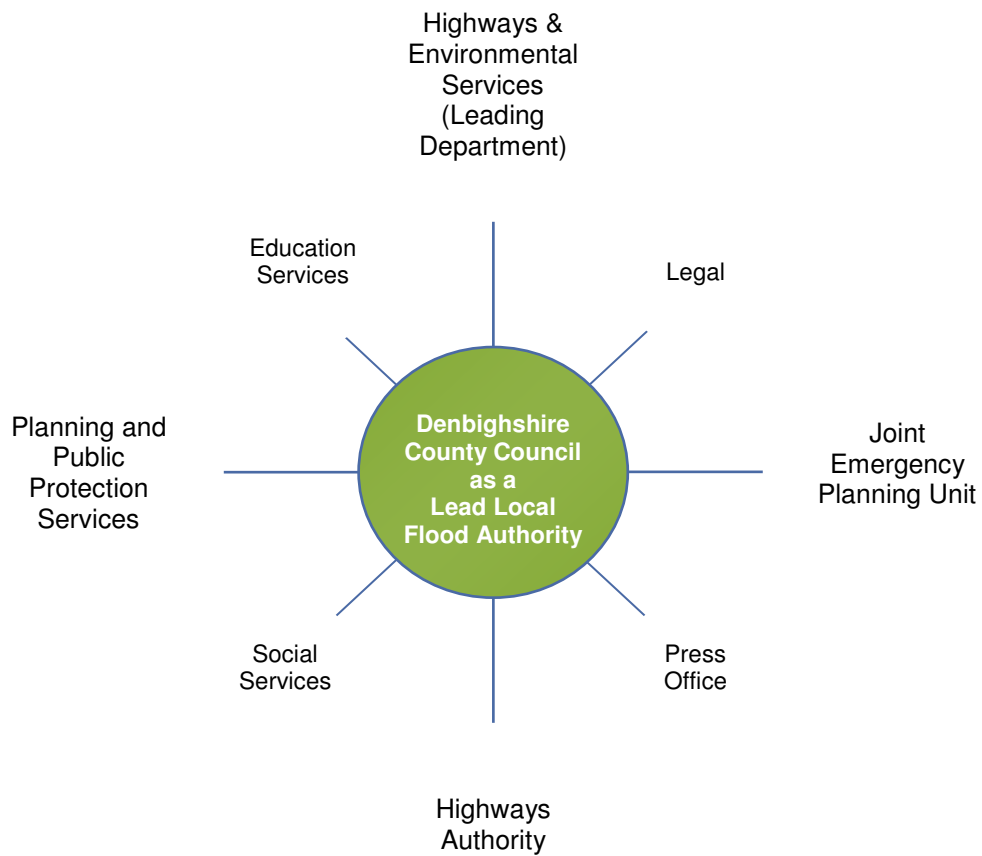 Highways &
Environmental
Services
(Leading
Department)
Education
Services
Legal
Planning and
Public
Protection
Services
Denbighshire
County Council
as a
Lead Local
Flood Authority
Joint
Emergency
Planning Unit
Social
Services
Press
Office
Highways
Authority